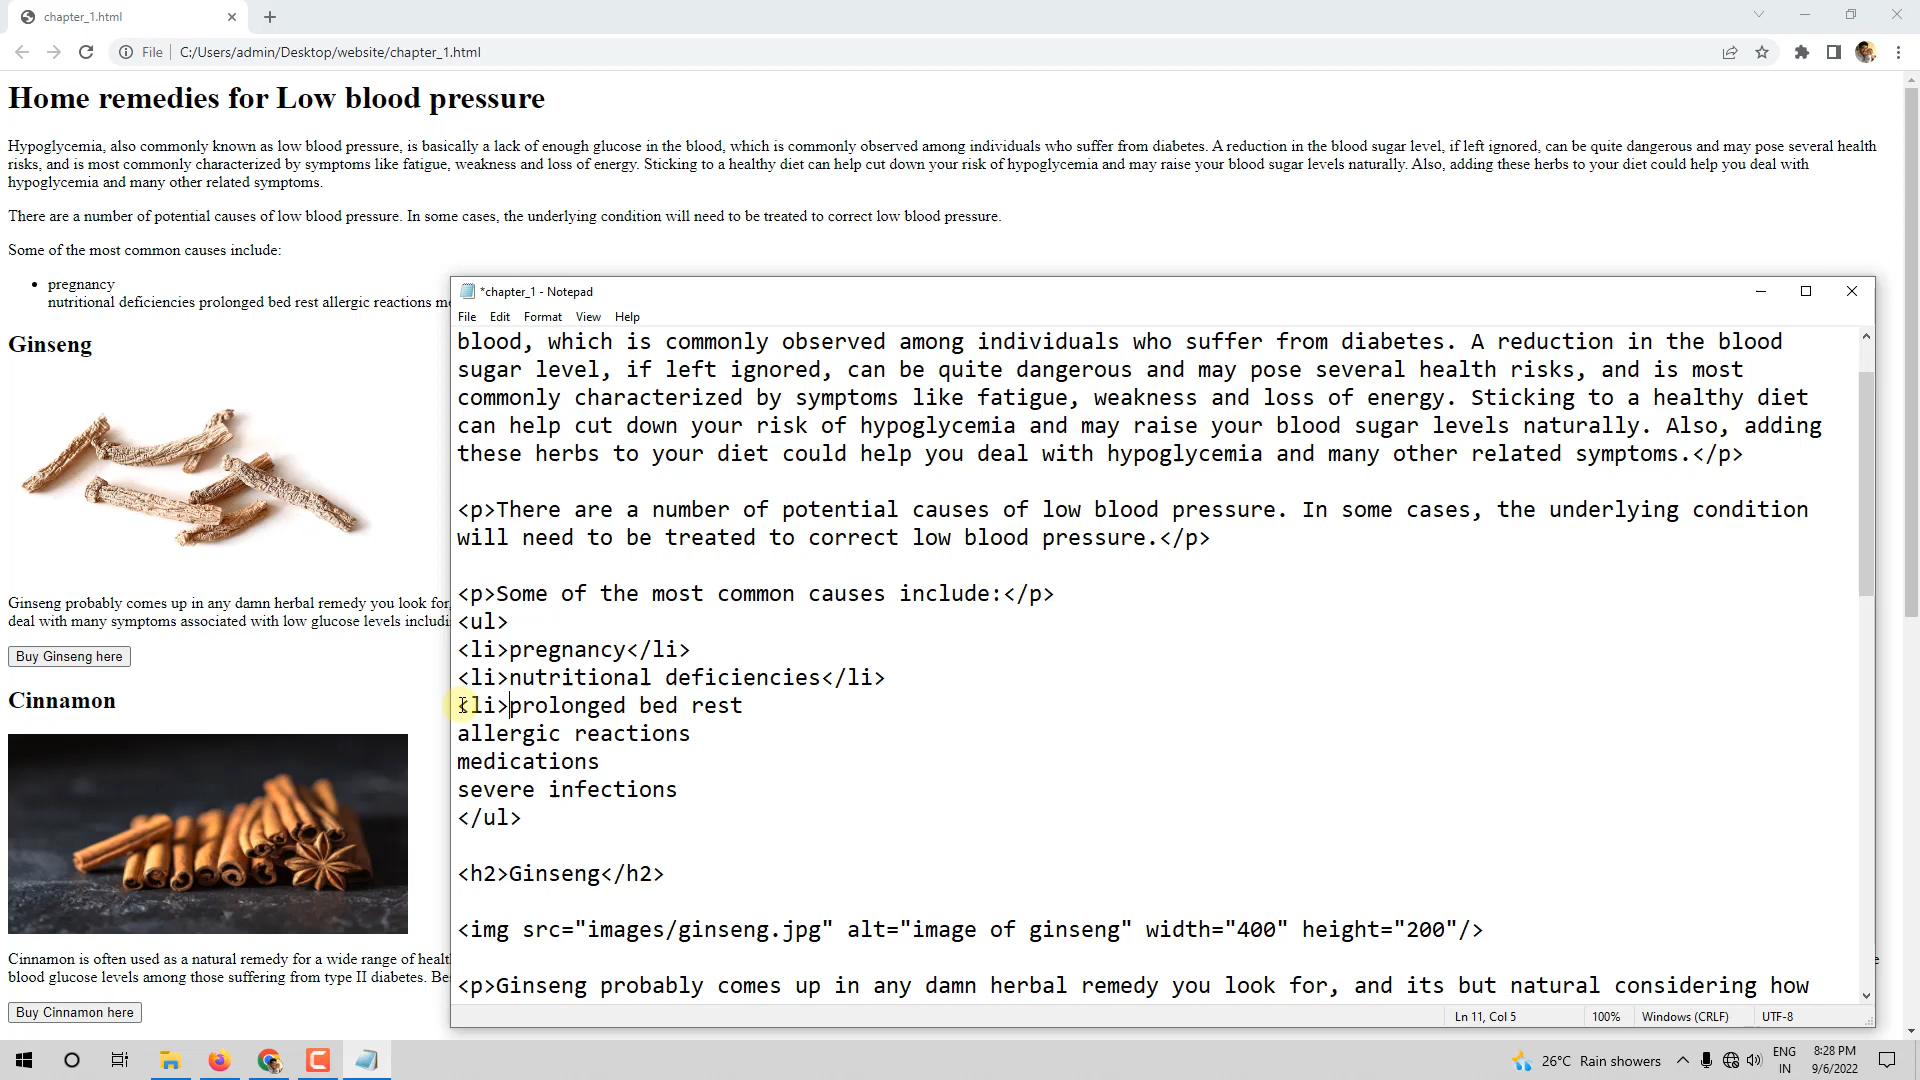 chapter_1.html
File
C:/Users/admin/Desktop/website/chapter_1.html
Home remedies for Low blood pressure
Hypoglycemia, also commonly known as low blood pressure, is basically a lack of enough glucose in the blood, which is commonly observed among individuals who suffer from diabetes. A reduction in the blood sugar level, if left ignored, can be quite dangerous and may pose several health
risks, and is most commonly characterized by symptoms like fatigue, weakness and loss of energy. Sticking to a healthy diet can help cut down your risk of hypoglycemia and may raise your blood sugar levels naturally. Also, adding these herbs to your diet could help you deal with
hypoglycemia and many other related symptoms.
There are a number of potential causes of low blood pressure. In some cases, the underlying condition will need to be treated to correct low blood pressure.
Some of the most common causes include:
pregnancy
nutritional deficiencies prolonged bed rest allergic reactions
Ginseng
Ginseng probably comes up in any damn herbal remedy you look for,
deal with many symptoms associated with low glucose levels
Buy Ginseng here
Cinnamon
Cinnamon is often used as a natural remedy for a wide range of
blood glucose levels among those suffering from type II diabetes.
Buy Cinnamon here
*chapter_1 - Notepad
File Edit Format View Help
blood, which is commonly observed among individuals who suffer from diabetes. A reduction in the blood
sugar level, if left ignored, can be quite dangerous and may pose several health risks, and is most
commonly characterized by symptoms like fatigue, weakness and loss of energy. Sticking to a healthy diet
can help cut down your risk of hypoglycemia and may raise your blood sugar levels naturally. Also, adding
these herbs to your diet could help you deal with hypoglycemia and many other related symptoms.</p>
<p>There are a number of potential causes of low blood pressure. In some cases, the underlying condition
will need to be treated to correct low blood pressure.</p>
<p>Some of the most common causes include:</p>
<ul>
<li>pregnancy</li>
<li>nutritional deficiencies</li>
<li>prolonged bed rest
allergic reactions
medications
severe infections
</ul>
<h2>Ginseng</h2>
<img src="images/ginseng.jpg" alt="image of ginseng" width="400" height="200"/>
<p>Ginseng probably comes up in any damn herbal remedy you look for, and its but natural considering how
Ln 11, Col 5
100%
Windows (CRLF)
UTF-8
26°C Rain showers
ENG
IN
8:28 PM
9/6/2022